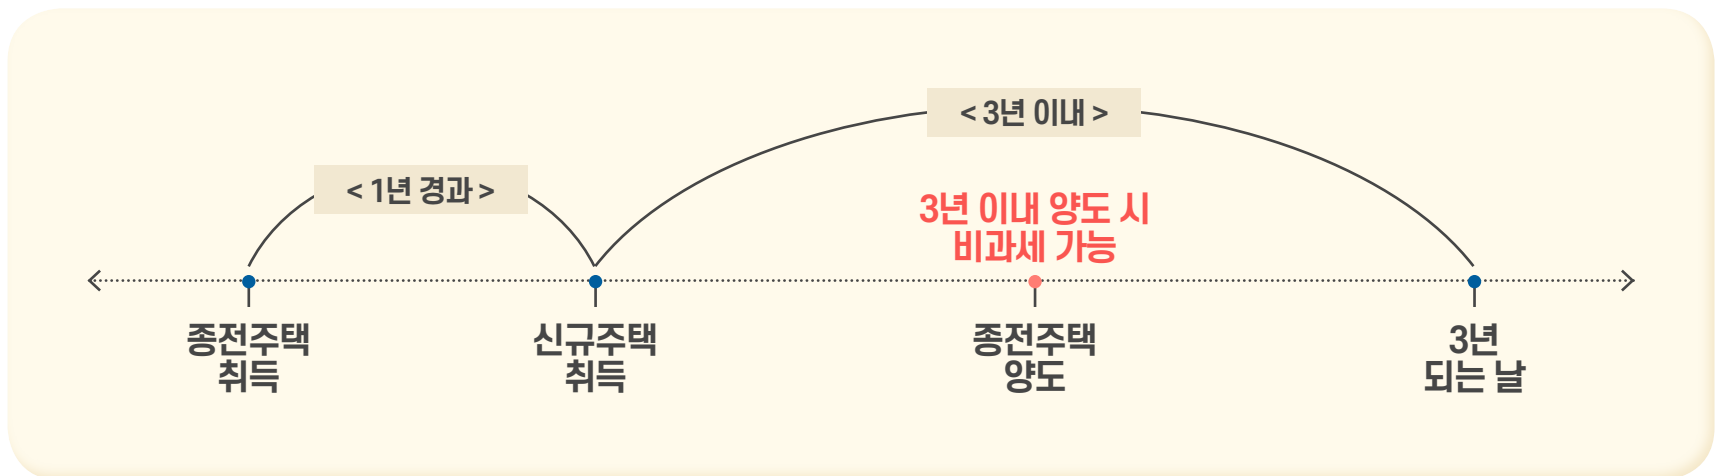 < 3년 이내 >
< 1년 경과 >
3년 이내 양도 시
비과세 가능
종전주택
취득
신규주택
취득
종전주택
양도
3년
되는 날